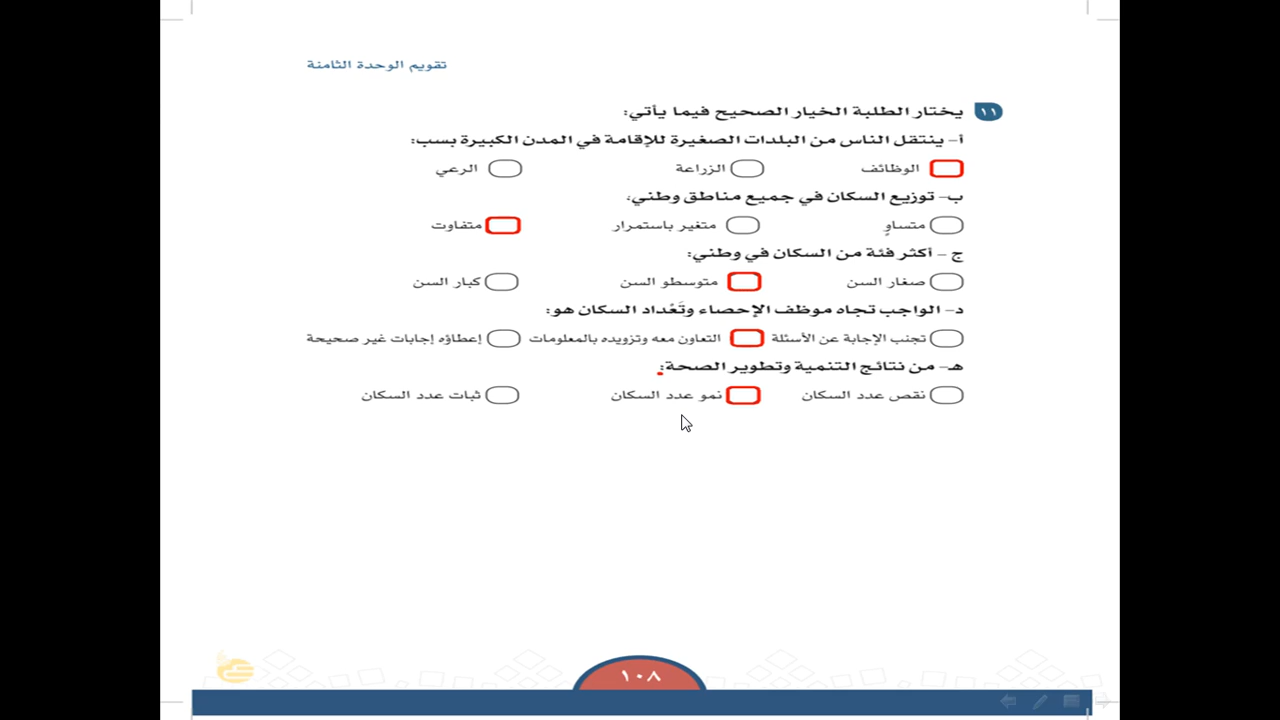 تقويم الوحدة الثامنة
١١ يختار الطلبة الخيار الصحيح فيما يأتي:
أ- ينتقل الناس من البلدات الصغيرة للإقامة في المدن الكبيرة بسب:
الوظائف الزراعة الرعي
ب- توزيع السكان في جميع مناطق وطني:
متساوٍ متغير باستمرار متفاوت
ج - أكثر فئة من السكان في وطني:
صغار السن متوسطو السن كبار السن
د- الواجب تجاه موظف الإحصاء وتَعْداد السكان هو:
تجنب الإجابة عن الأسئلة التعاون معه وتزويده بالمعلومات إعطاؤه إجابات غير صحيحة
هـ- من نتائج التنمية وتطوير الصحة:
نقص عدد السكان نمو عدد السكان ثبات عدد السكان
١٠٨